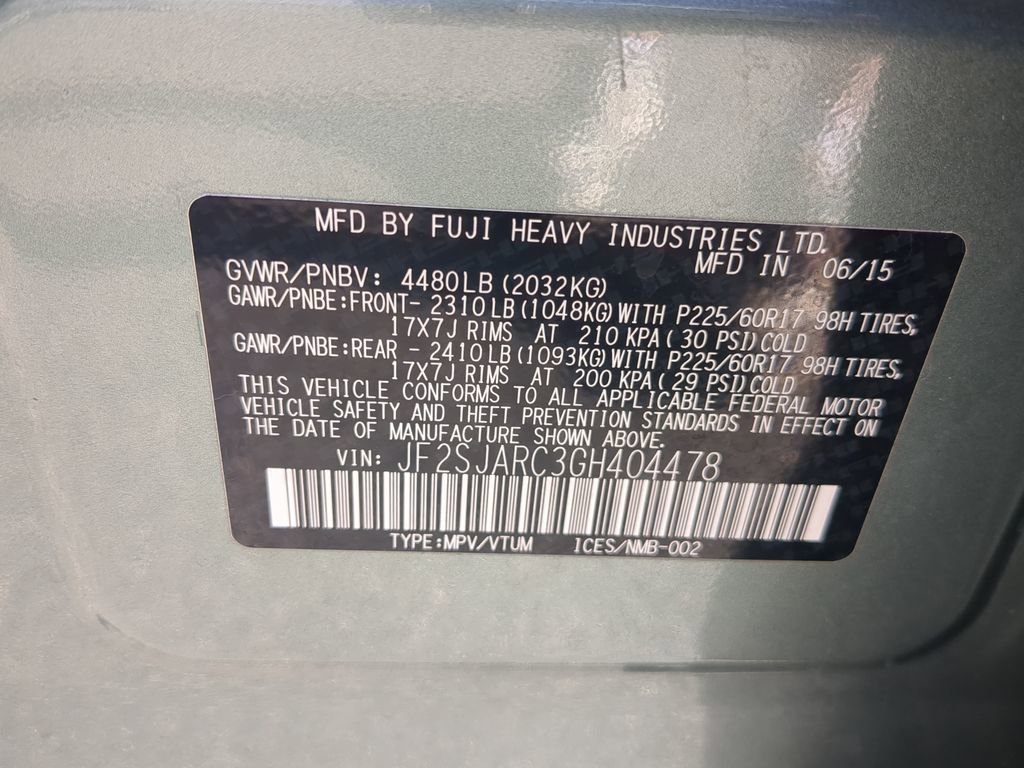 MFD BY FUJI HEAVY INDUSTRIES LTD.
MFD IN 06/15
GVWR/PNBV: 4480LB (2032KG)
GAWR/PNBE:FRONT- 2310LB (1048KG) WITH P225/60R17 98H TIRES,
17X7J RIMS AT 210 KPA ( 30 PSI) COLD
GAWR/PNBE:REAR - 2410LB (1093KG) WITH P225/60R17 98H TIRES,
17X7J RIMS AT 200 KPA ( 29 PSI) COLD
THIS VEHICLE CONFORMS TO ALL APPLICABLE FEDERAL MOTOR
VEHICLE SAFETY AND THEFT PREVENTION STANDARDS IN EFFECT ON
THE DATE OF MANUFACTURE SHOWN ABOVE.
VIN: JF2SJARC3GH404478
TYPE:MPV/VTUM ICES/NMB-002